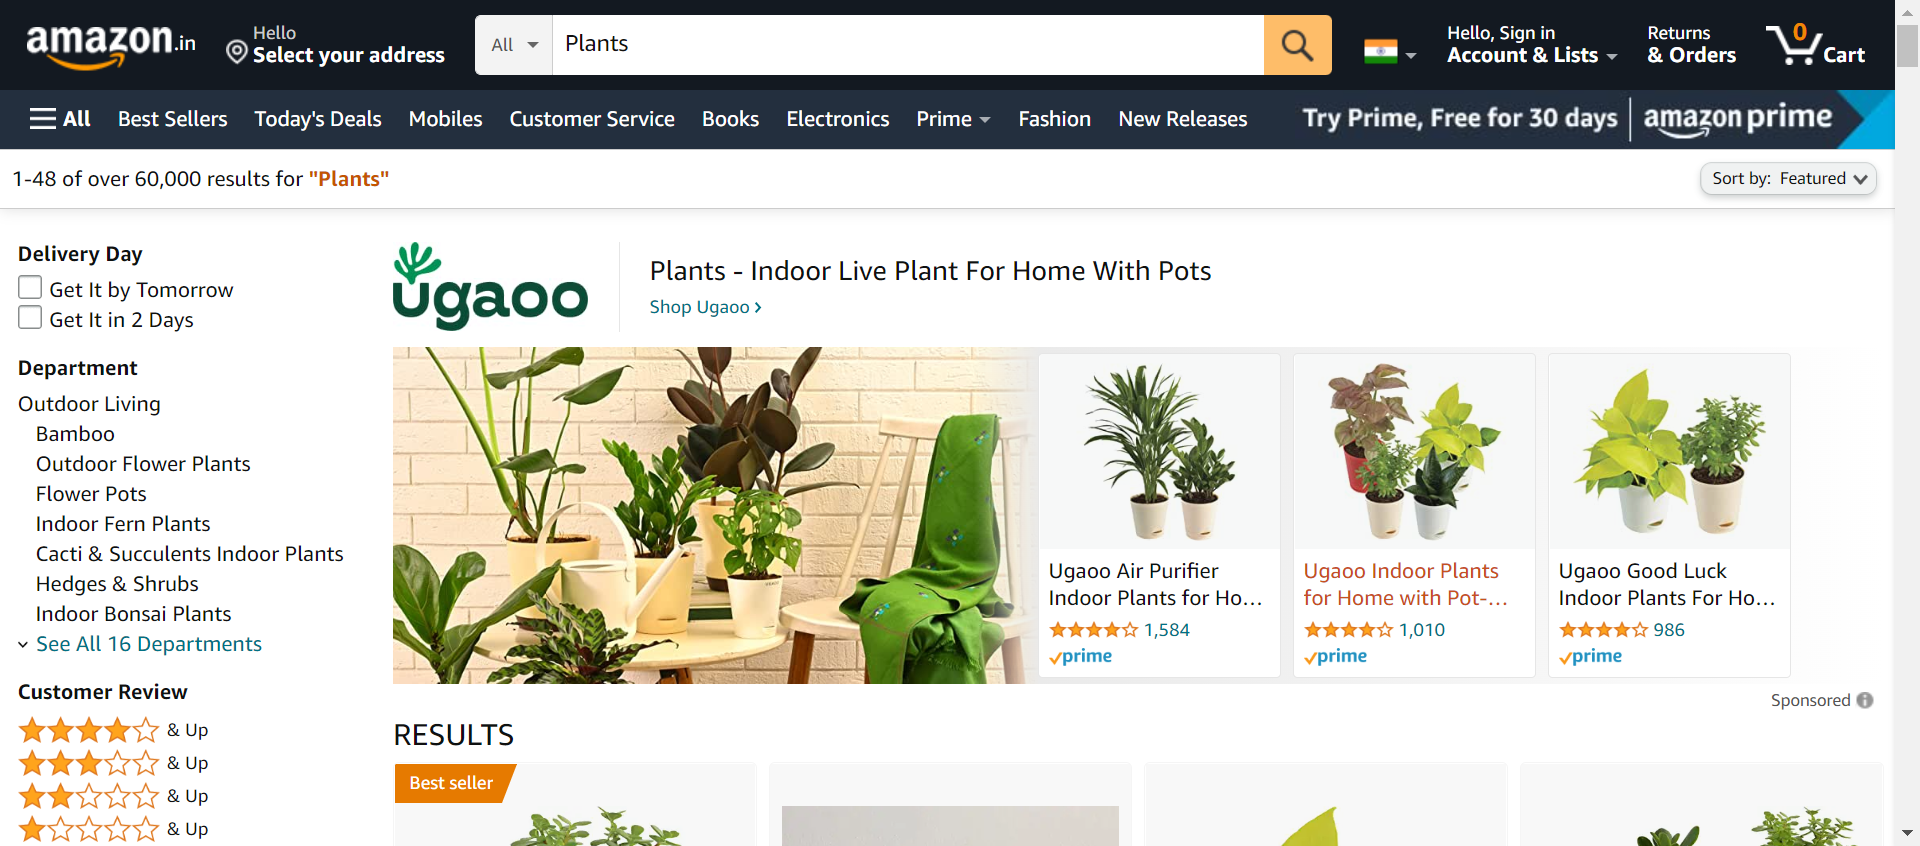 amazon.in
Hello
Select your address
All
Plants
Hello, Sign in
Account & Lists
Returns
& Orders
0
Cart
All
Best Sellers
Today's Deals
Mobiles
Customer Service
Books
Electronics
Prime
Fashion
New Releases
Try Prime, Free for 30 days
amazon prime
1-48 of over 60,000 results for "Plants"
Sort by: Featured
Delivery Day
Get It by Tomorrow
Get It in 2 Days
Department
Outdoor Living
Bamboo
Outdoor Flower Plants
Flower Pots
Indoor Fern Plants
Cacti & Succulents Indoor Plants
Hedges & Shrubs
Indoor Bonsai Plants
See All 16 Departments
Customer Review
& Up
& Up
& Up
& Up
ugaoo
Plants - Indoor Live Plant For Home With Pots
Shop Ugaoo ›
Ugaoo Air Purifier
Indoor Plants for Ho...
1,584
prime
Ugaoo Indoor Plants
for Home with Pot-...
1,010
prime
Ugaoo Good Luck
Indoor Plants For Ho...
986
prime
Sponsored
RESULTS
Best seller